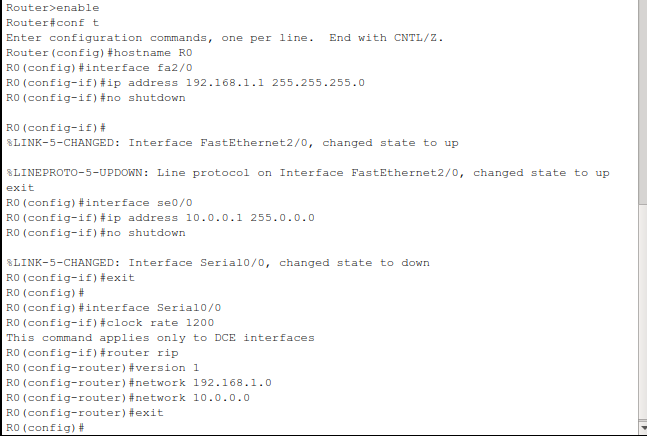 Router>enable
Router#conf t
Enter configuration commands, one per line.  End with CNTL/Z.
Router(config)#hostname R0
R0(config)#interface fa2/0
R0(config-if)#ip address 192.168.1.1 255.255.255.0
R0(config-if)#no shutdown

R0(config-if)#
%LINK-5-CHANGED: Interface FastEthernet2/0, changed state to up

%LINEPROTO-5-UPDOWN: Line protocol on Interface FastEthernet2/0, changed state to up
exit
R0(config)#interface se0/0
R0(config-if)#ip address 10.0.0.1 255.0.0.0
R0(config-if)#no shutdown

%LINK-5-CHANGED: Interface Serial0/0, changed state to down
R0(config-if)#exit
R0(config)#
R0(config)#interface Serial0/0
R0(config-if)#clock rate 1200
This command applies only to DCE interfaces
R0(config-if)#router rip
R0(config-router)#version 1
R0(config-router)#network 192.168.1.0
R0(config-router)#network 10.0.0.0
R0(config-router)#exit
R0(config)#